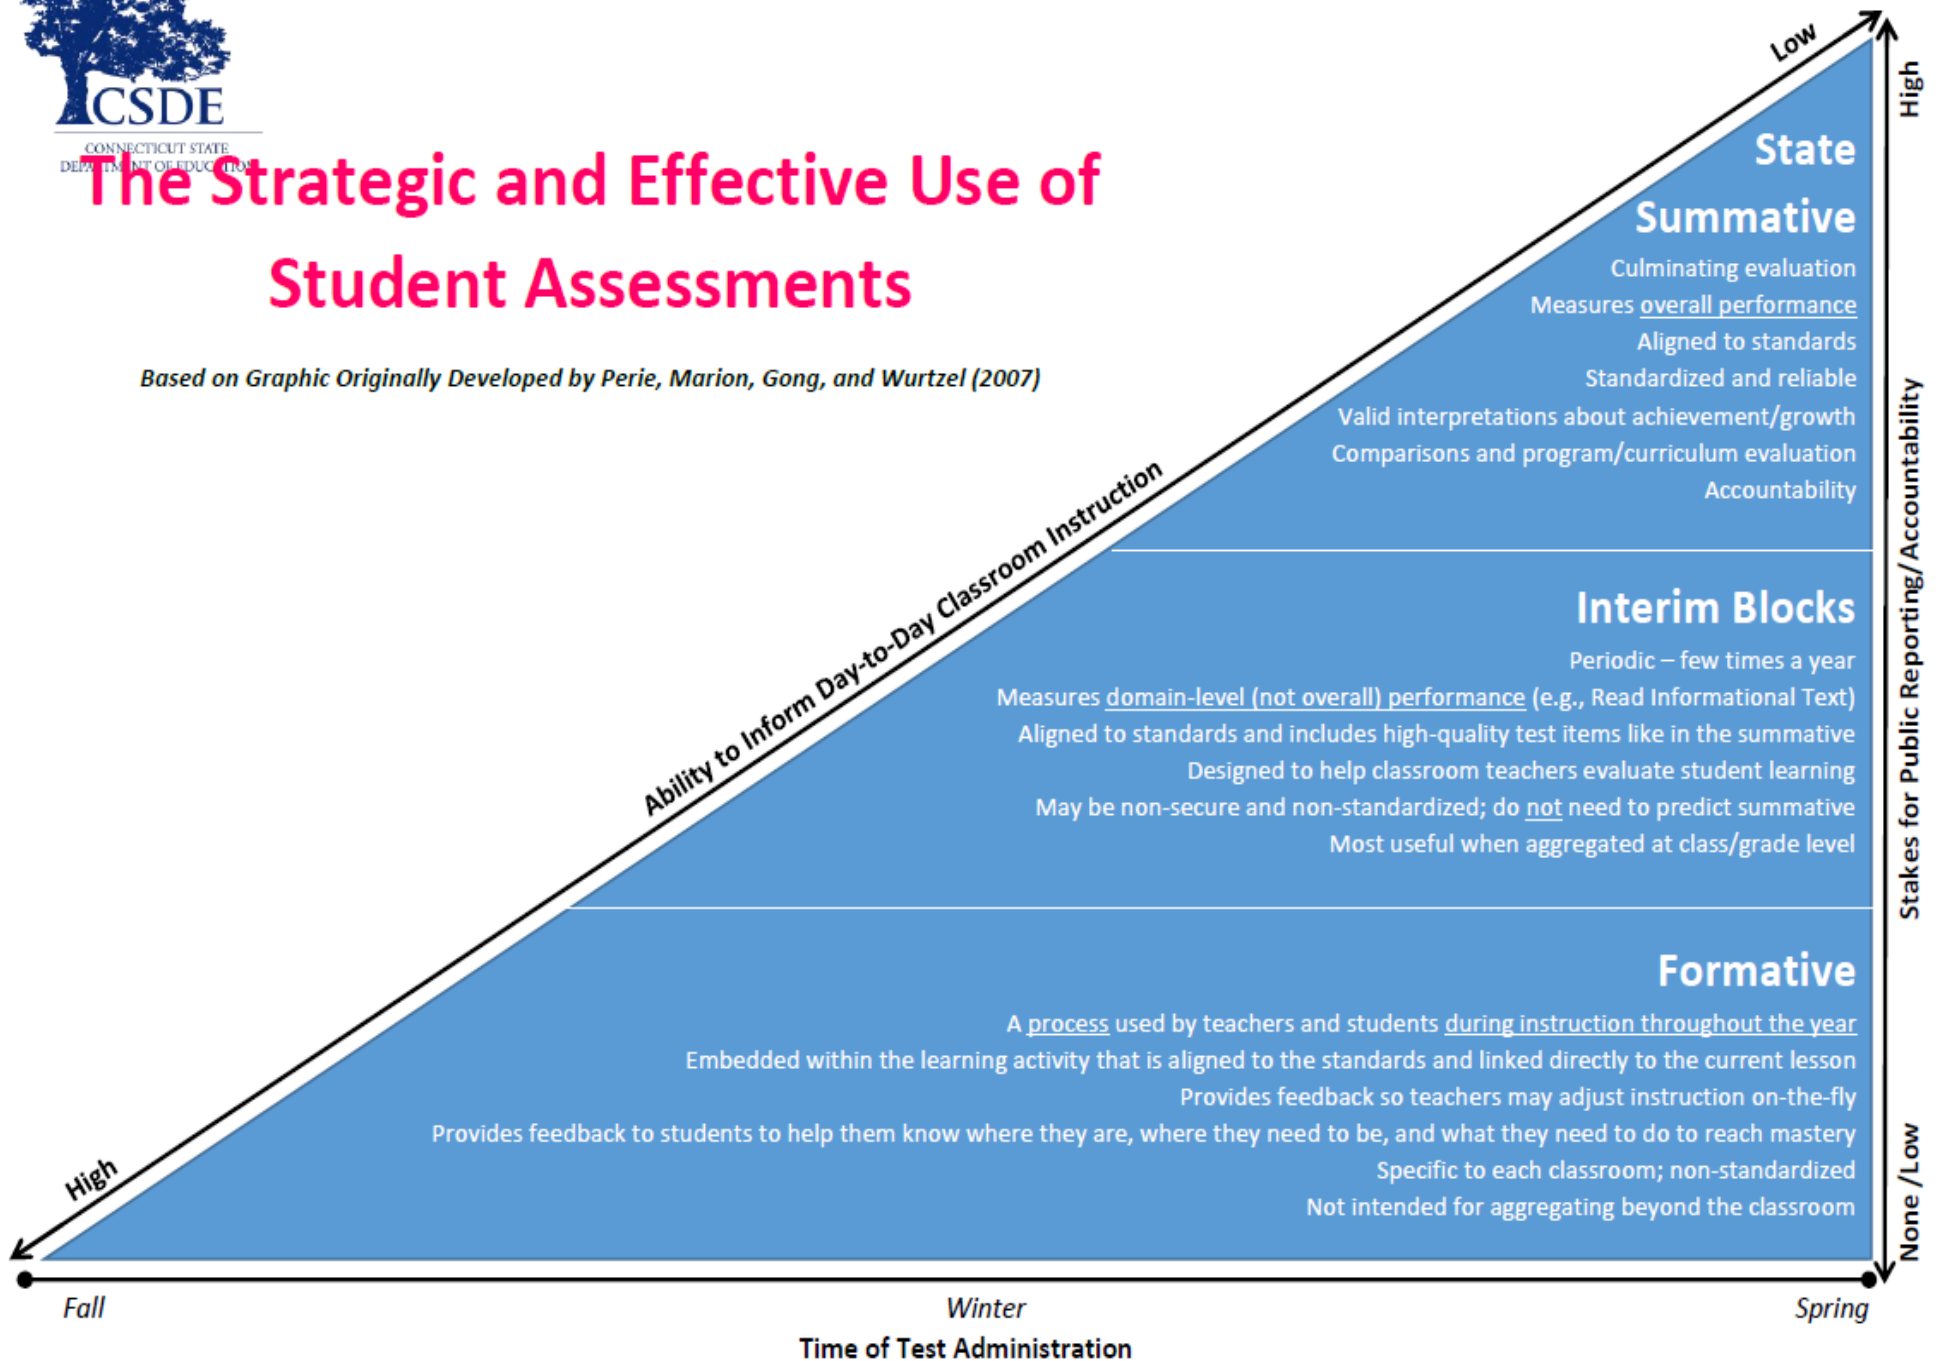 CSDE
CONNECTICUT STATE
DEPARTMENT OF EDUCATION
The Strategic and Effective Use of
Student Assessments
Based on Graphic Originally Developed by Perie, Marion, Gong, and Wurtzel (2007)
Low
Ability to Inform Day-to-Day Classroom Instruction
High
State
Summative
Culminating evaluation
Measures overall performance
Aligned to standards
Standardized and reliable
Valid interpretations about achievement/growth
Comparisons and program/curriculum evaluation
Accountability
Interim Blocks
Periodic – few times a year
Measures domain-level (not overall) performance (e.g., Read Informational Text)
Aligned to standards and includes high-quality test items like in the summative
Designed to help classroom teachers evaluate student learning
May be non-secure and non-standardized; do not need to predict summative
Most useful when aggregated at class/grade level
Formative
A process used by teachers and students during instruction throughout the year
Embedded within the learning activity that is aligned to the standards and linked directly to the current lesson
Provides feedback so teachers may adjust instruction on-the-fly
Provides feedback to students to help them know where they are, where they need to be, and what they need to do to reach mastery
Specific to each classroom; non-standardized
Not intended for aggregating beyond the classroom
High
Stakes for Public Reporting/Accountability
None /Low
Fall
Winter
Spring
Time of Test Administration